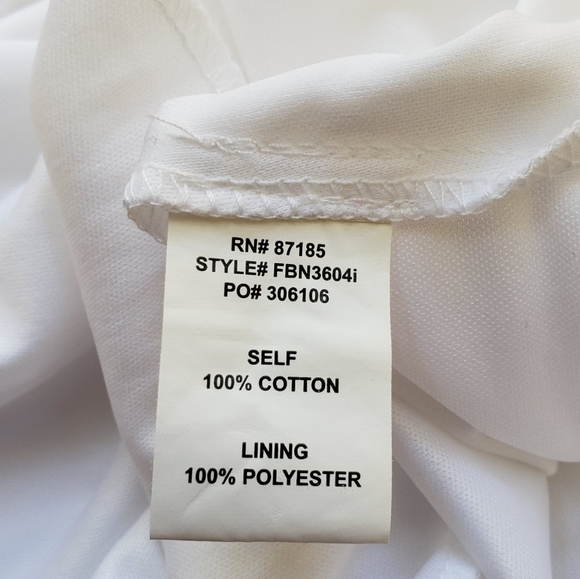 RN# 87185
STYLE# FBN3604i
PO# 306106
SELF
100% COTTON
LINING
100% POLYESTER